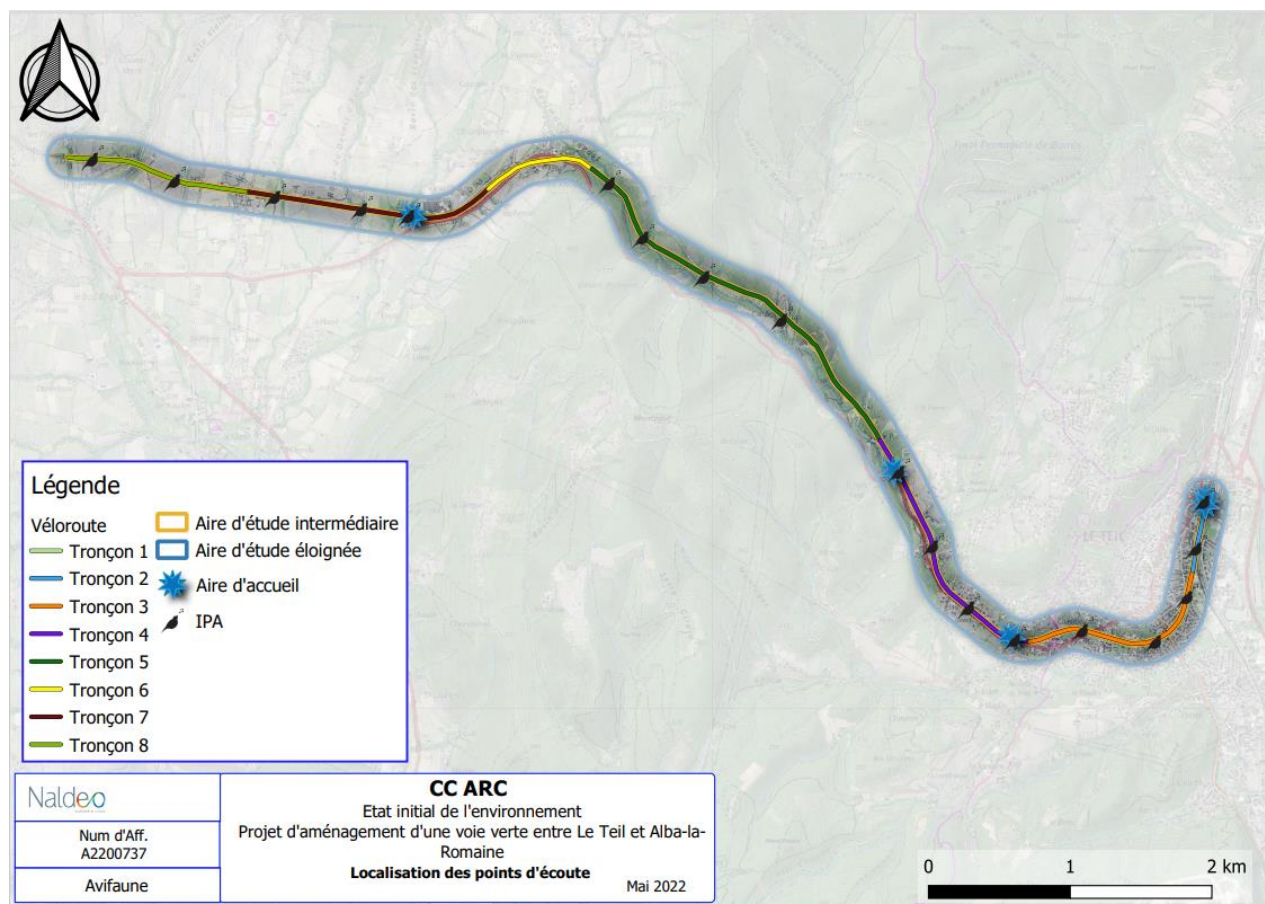 LE TEIL
Légende
Véloroute
Tronçon 1
Tronçon 2
Tronçon 3
Tronçon 4
Tronçon 5
Tronçon 6
Tronçon 7
Tronçon 8
Aire d'étude intermédiaire
Aire d'étude éloignée
Aire d'accueil
IPA
Naldeo
Num d'Aff.
A2200737
Avifaune
CC ARC
Etat initial de l'environnement
Projet d'aménagement d'une voie verte entre Le Teil et Alba-la-
Romaine
Localisation des points d'écoute
Mai 2022
0 1 2 km